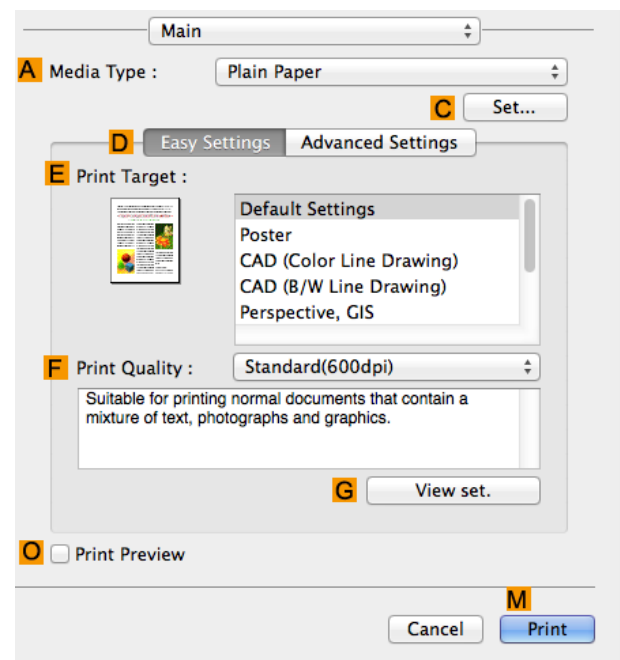 Main
A Media Type : Plain Paper
C Set...
D Easy Settings Advanced Settings
E Print Target :
Default Settings
Poster
CAD (Color Line Drawing)
CAD (B/W Line Drawing)
Perspective, GIS
F Print Quality : Standard(600dpi)
Suitable for printing normal documents that contain a
mixture of text, photographs and graphics.
G View set.
O Print Preview
M
Cancel Print